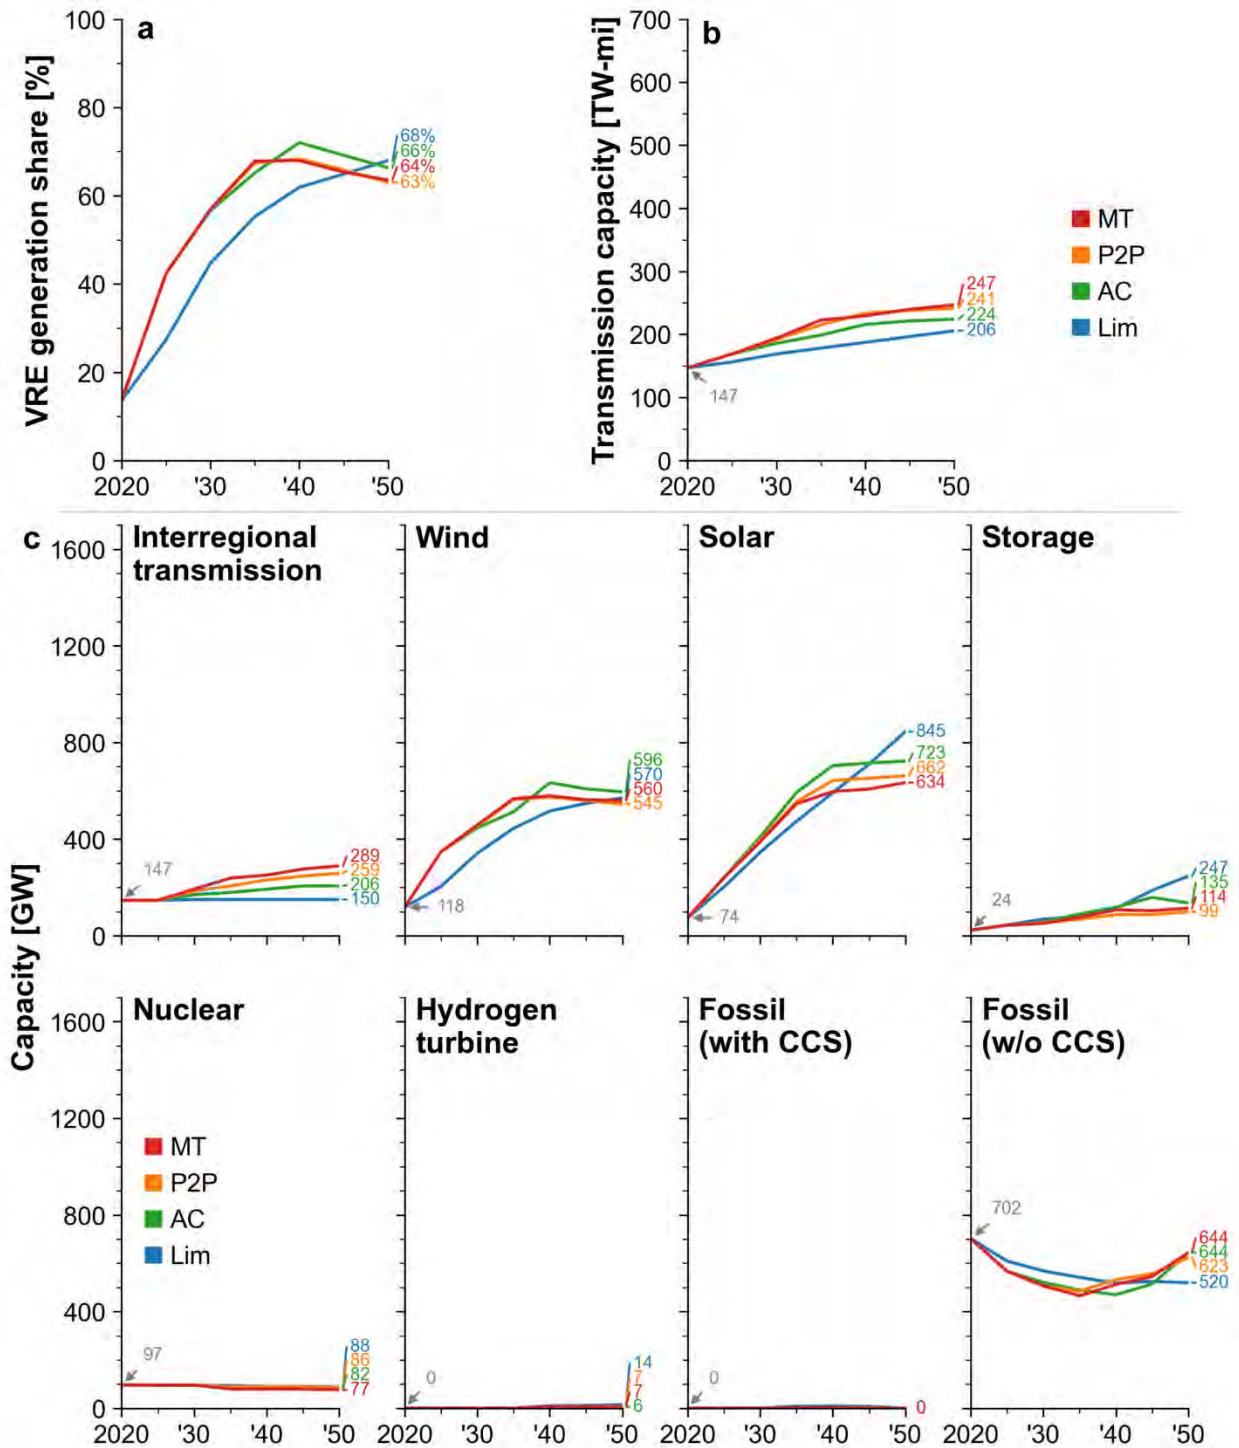 a
VRE generation share [%]
100
80
60
40
20
0
2020 '30 '40 '50
68%
66%
64%
63%
b
Transmission capacity [TW-mi]
700
600
500
400
300
200
100
0
2020 '30 '40 '50
147
247
241
224
206
MT
P2P
AC
Lim
c
Capacity [GW]
Interregional
transmission
1600
1200
800
400
0
147
289
259
206
150
Wind
118
596
570
560
545
Solar
74
845
723
662
634
Storage
24
247
135
114
99
Nuclear
1600
1200
800
400
0
MT
P2P
AC
Lim
97
88
86
82
77
2020 '30 '40 '50
Hydrogen
turbine
0
14
7
7
6
2020 '30 '40 '50
Fossil
(with CCS)
0
0
2020 '30 '40 '50
Fossil
(w/o CCS)
702
644
644
623
520
2020 '30 '40 '50